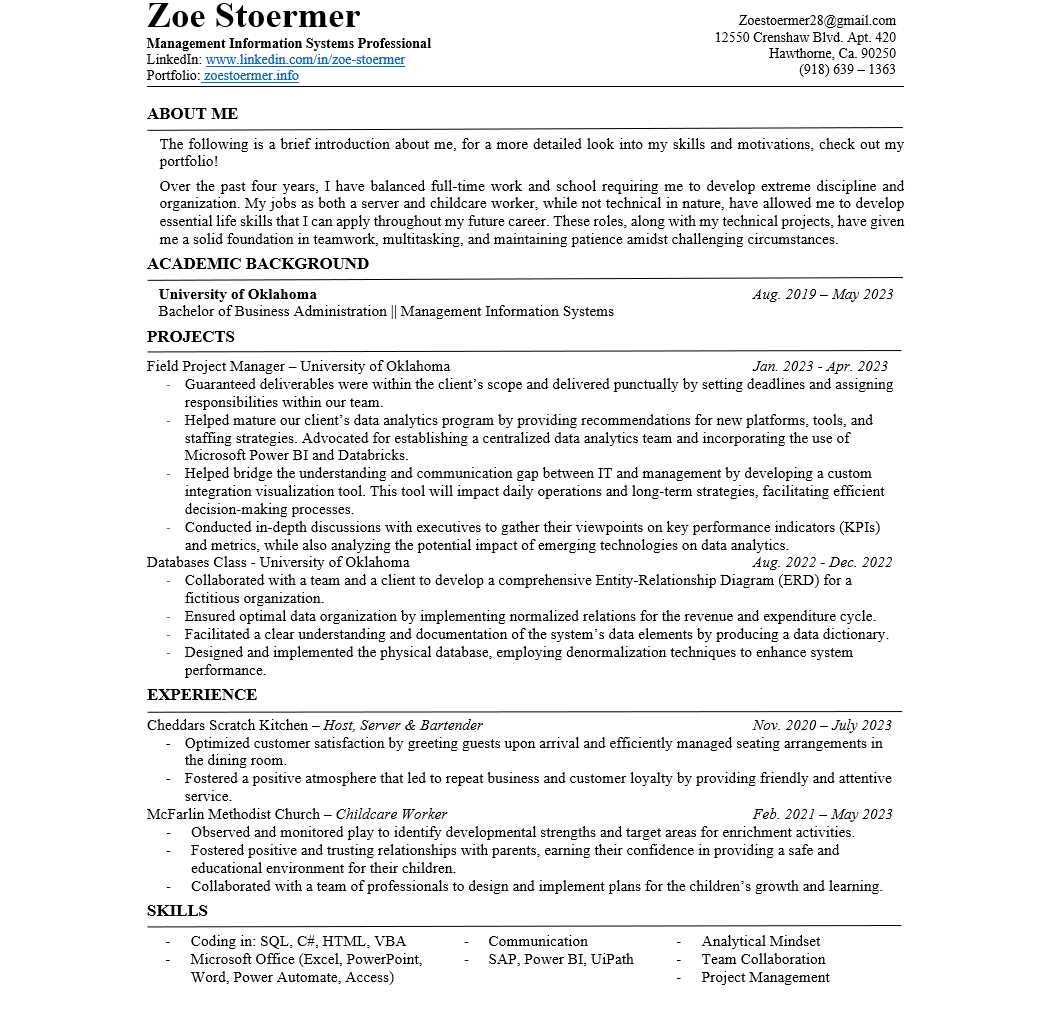 Zoe Stoermer
Management Information Systems Professional
LinkedIn: www.linkedin.com/in/zoe-stoermer
Portfolio: zoestoermer.info
Zoestoermer28@gmail.com
12550 Crenshaw Blvd. Apt. 420
Hawthorne, Ca. 90250
(918) 639 – 1363
ABOUT ME
The following is a brief introduction about me, for a more detailed look into my skills and motivations, check out my
portfolio!
Over the past four years, I have balanced full-time work and school requiring me to develop extreme discipline and
organization. My jobs as both a server and childcare worker, while not technical in nature, have allowed me to develop
essential life skills that I can apply throughout my future career. These roles, along with my technical projects, have given
me a solid foundation in teamwork, multitasking, and maintaining patience amidst challenging circumstances.
ACADEMIC BACKGROUND
University of Oklahoma Aug. 2019 – May 2023
Bachelor of Business Administration || Management Information Systems
PROJECTS
Field Project Manager – University of Oklahoma Jan. 2023 - Apr. 2023
- Guaranteed deliverables were within the client's scope and delivered punctually by setting deadlines and assigning
responsibilities within our team.
- Helped mature our client's data analytics program by providing recommendations for new platforms, tools, and
staffing strategies. Advocated for establishing a centralized data analytics team and incorporating the use of
Microsoft Power BI and Databricks.
- Helped bridge the understanding and communication gap between IT and management by developing a custom
integration visualization tool. This tool will impact daily operations and long-term strategies, facilitating efficient
decision-making processes.
- Conducted in-depth discussions with executives to gather their viewpoints on key performance indicators (KPIs)
and metrics, while also analyzing the potential impact of emerging technologies on data analytics.
Databases Class - University of Oklahoma Aug. 2022 - Dec. 2022
- Collaborated with a team and a client to develop a comprehensive Entity-Relationship Diagram (ERD) for a
fictitious organization.
- Ensured optimal data organization by implementing normalized relations for the revenue and expenditure cycle.
- Facilitated a clear understanding and documentation of the system's data elements by producing a data dictionary.
- Designed and implemented the physical database, employing denormalization techniques to enhance system
performance.
EXPERIENCE
Cheddars Scratch Kitchen – Host, Server & Bartender Nov. 2020 – July 2023
- Optimized customer satisfaction by greeting guests upon arrival and efficiently managed seating arrangements in
the dining room.
- Fostered a positive atmosphere that led to repeat business and customer loyalty by providing friendly and attentive
service.
McFarlin Methodist Church – Childcare Worker Feb. 2021 – May 2023
- Observed and monitored play to identify developmental strengths and target areas for enrichment activities.
- Fostered positive and trusting relationships with parents, earning their confidence in providing a safe and
educational environment for their children.
- Collaborated with a team of professionals to design and implement plans for the children's growth and learning.
SKILLS
- Coding in: SQL, C#, HTML, VBA
- Microsoft Office (Excel, PowerPoint,
Word, Power Automate, Access)
- Communication
- SAP, Power BI, UiPath
- Analytical Mindset
- Team Collaboration
- Project Management